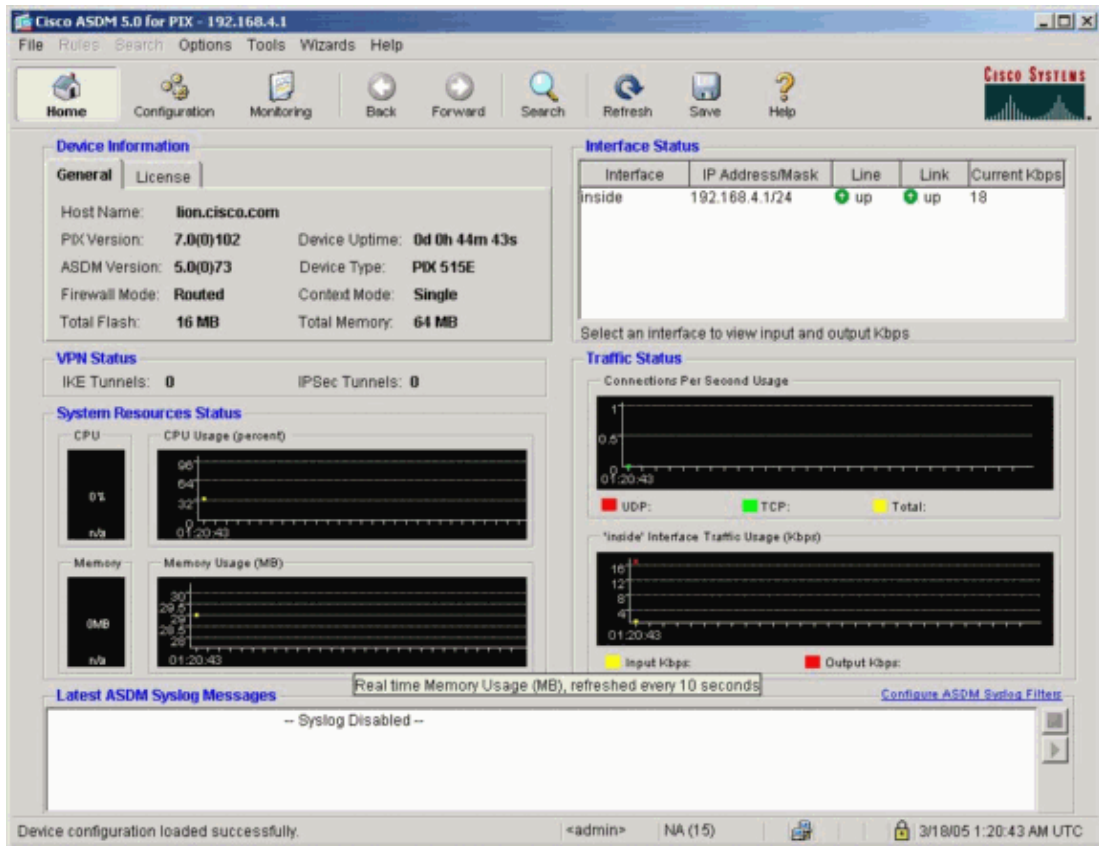 Cisco ASDM 5.0 for PIX - 192.168.4.1
File Rules Search Options Tools Wizards Help
Home Configuration Monitoring Back Forward Search Refresh Save Help
CISCO SYSTEMS
Device Information
General License
Host Name: lion.cisco.com
PIX Version: 7.0(0)102 Device Uptime: 0d 0h 44m 43s
ASDM Version: 5.0(0)73 Device Type: PIX 515E
Firewall Mode: Routed Context Mode: Single
Total Flash: 16 MB Total Memory: 64 MB
Interface Status
Interface IP Address/Mask Line Link Current Kbps
inside 192.168.4.1/24 up up 18
Select an interface to view input and output Kbps
VPN Status
IKE Tunnels: 0 IPSec Tunnels: 0
System Resources Status
CPU
0%
n/a
CPU Usage (percent)
96
64
32
0
01:20:43
Memory
0MB
n/a
Memory Usage (MB)
30
29.5
29
28.5
28
01:20:43
Traffic Status
Connections Per Second Usage
1
0.5
0
01:20:43
UDP: TCP: Total:
'inside' Interface Traffic Usage (Kbps)
16
12
8
4
01:20:43
Input Kbps: Output Kbps:
Real time Memory Usage (MB), refreshed every 10 seconds
Latest ASDM Syslog Messages
Configure ASDM Syslog Filters
-- Syslog Disabled --
Device configuration loaded successfully. <admin> NA (15) 3/18/05 1:20:43 AM UTC